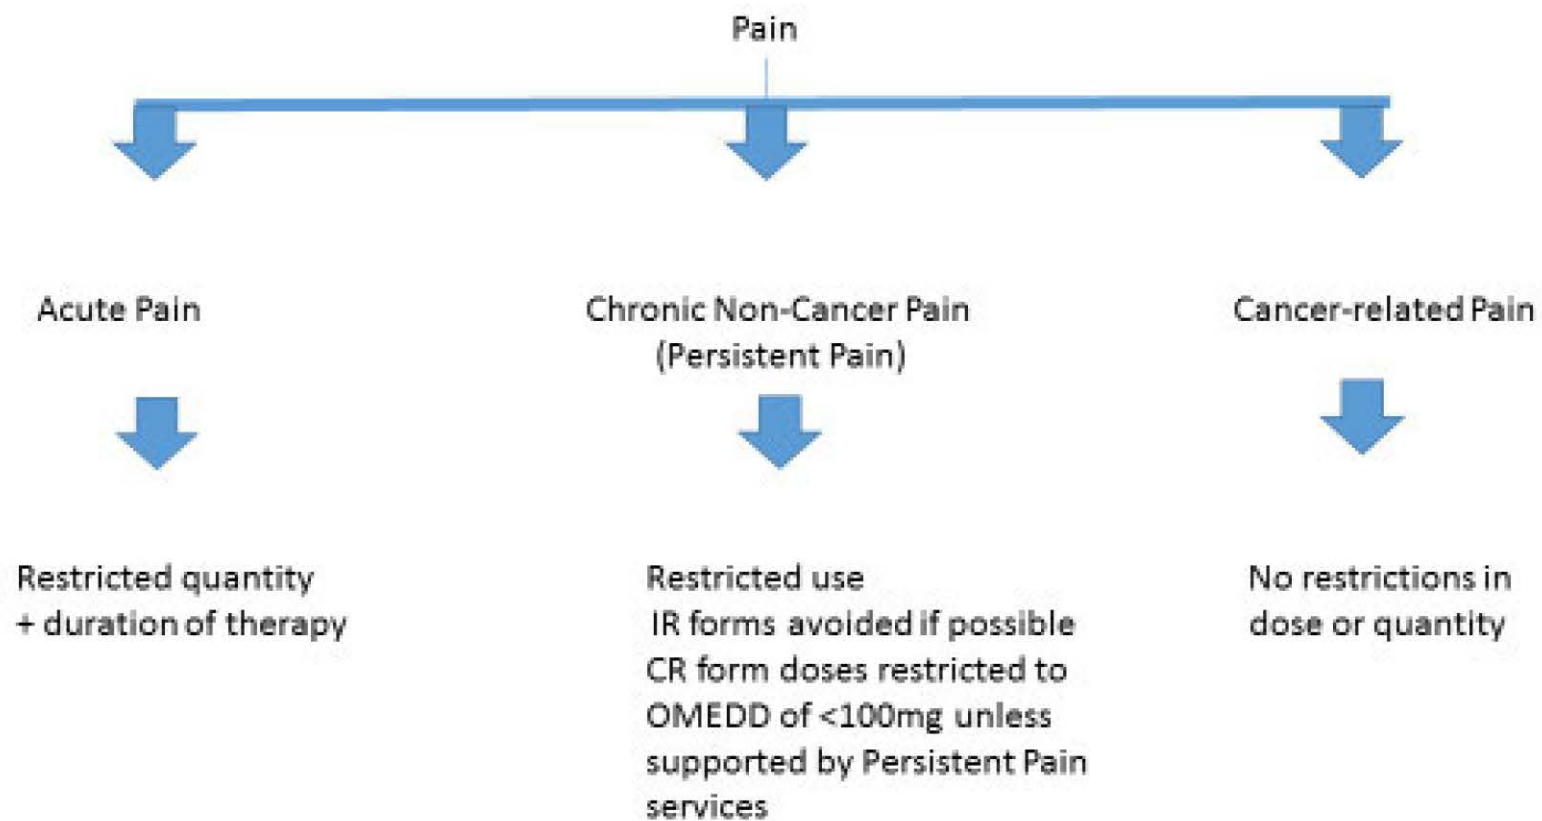 Pain
Acute Pain
Chronic Non-Cancer Pain
(Persistent Pain)
Cancer-related Pain
Restricted quantity
+ duration of therapy
Restricted use
IR forms avoided if possible
CR form doses restricted to
OMEDD of <100mg unless
supported by Persistent Pain
services
No restrictions in
dose or quantity